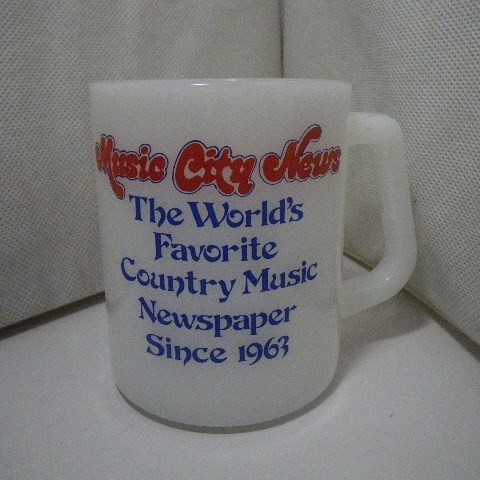 Music City News
The World's
Favorite
Country Music
Newspaper
Since 1963